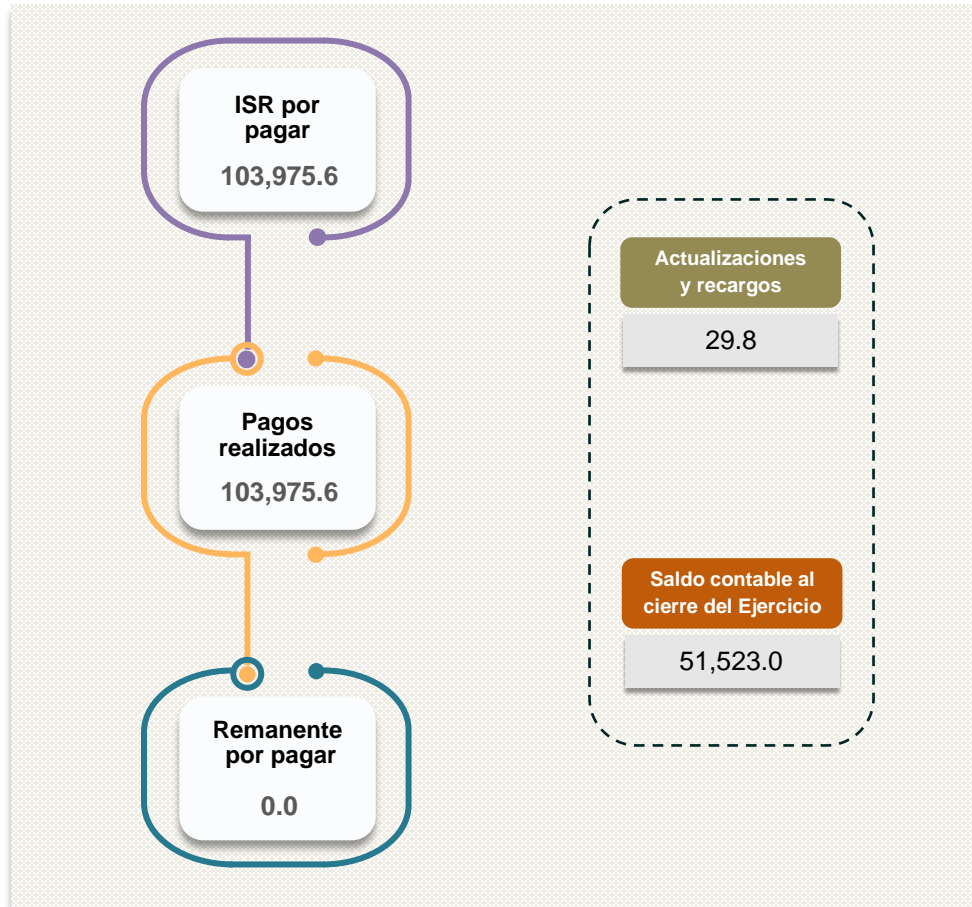 ISR por
pagar
103,975.6
Pagos
realizados
103,975.6
Remanente
por pagar
0.0
Actualizaciones
y recargos
29.8
Saldo contable al
cierre del Ejercicio
51,523.0